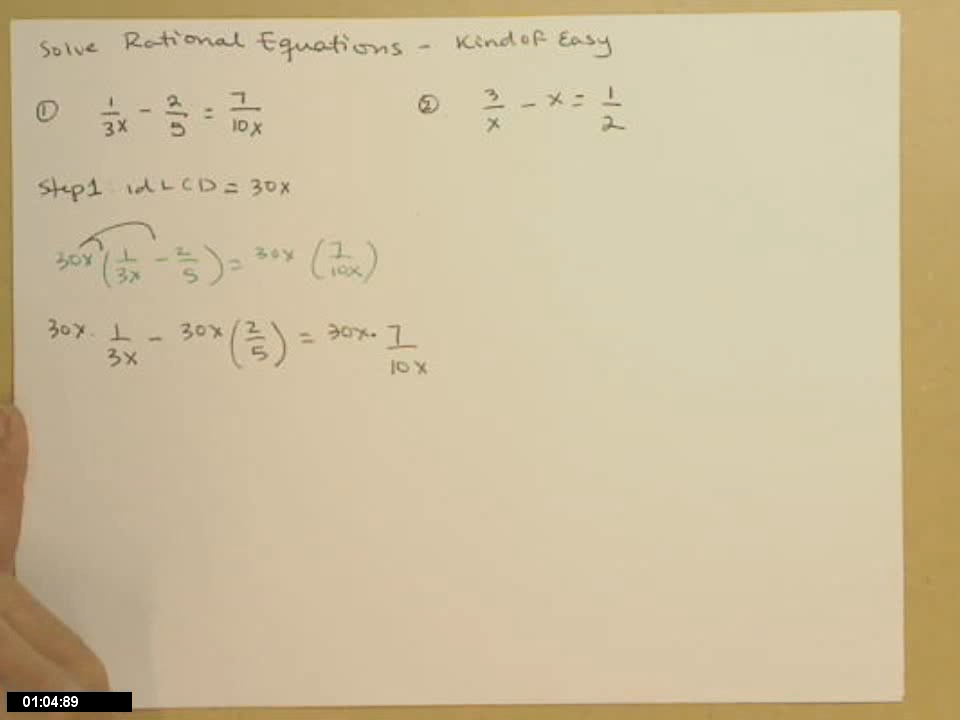 Solve Rational Equations - Kind of Easy
① 1/3x - 2/5 = 7/10x
② 3/x - x = 1/2
Step1: id LCD = 30x
30x (1/3x - 2/5) = 30x (7/10x)
30x · 1/3x - 30x (2/5) = 30x · 7/10x
01:04:89